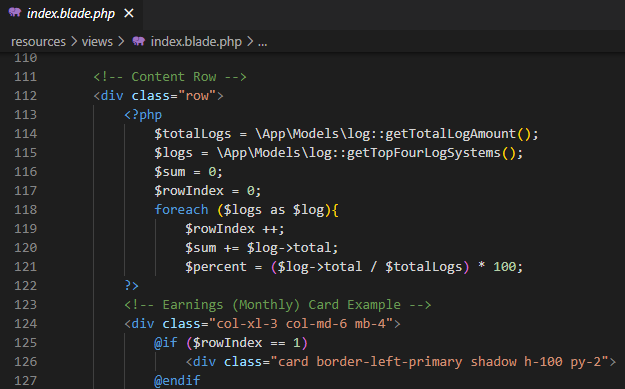 index.blade.php ×
resources > views > index.blade.php > ...
110
111 <!-- Content Row -->
112 <div class="row">
113 <?php
114 $totalLogs = \App\Models\log::getTotalLogAmount();
115 $logs = \App\Models\log::getTopFourLogSystems();
116 $sum = 0;
117 $rowIndex = 0;
118 foreach ($logs as $log){
119 $rowIndex ++;
120 $sum += $log->total;
121 $percent = ($log->total / $totalLogs) * 100;
122 ?>
123 <!-- Earnings (Monthly) Card Example -->
124 <div class="col-xl-3 col-md-6 mb-4">
125 @if ($rowIndex == 1)
126 <div class="card border-left-primary shadow h-100 py-2">
127 @endif